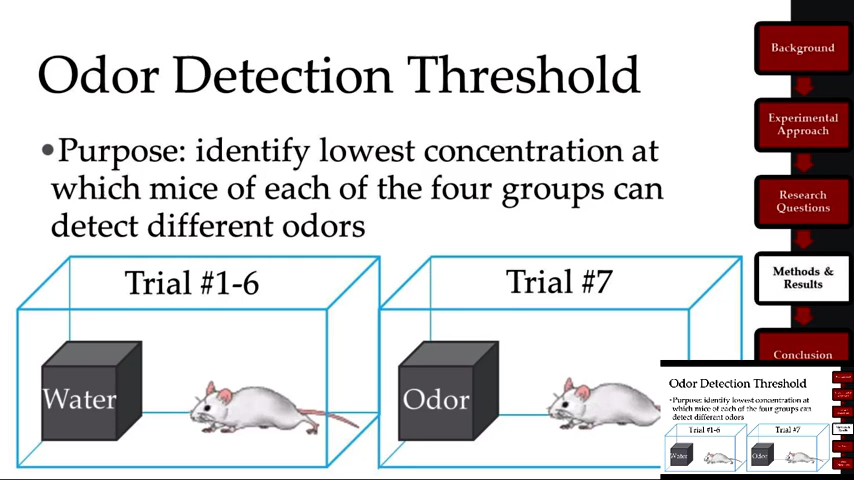 Odor Detection Threshold
•Purpose: identify lowest concentration at
which mice of each of the four groups can
detect different odors
Trial #1-6
Trial #7
Water
Odor
Background
Experimental
Approach
Research
Questions
Methods &
Results
Conclusion
Odor Detection Threshold
•Purpose: identify lowest concentration at
which mice of each of the four groups can
detect different odors
Trial #1-6
Trial #7
Water
Odor